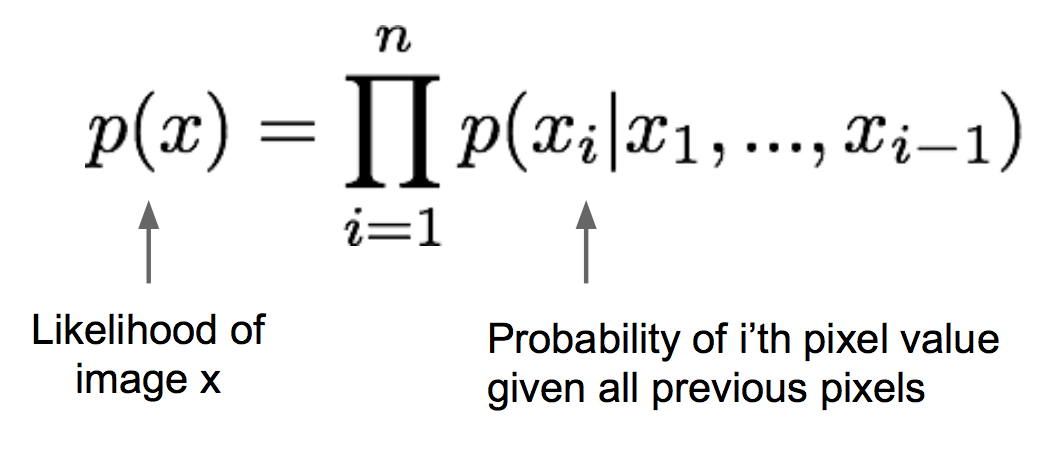 n
p(x) = ∏ p(x_i|x_1, ..., x_{i−1})
i=1
Likelihood of
image x
Probability of i’th pixel value
given all previous pixels